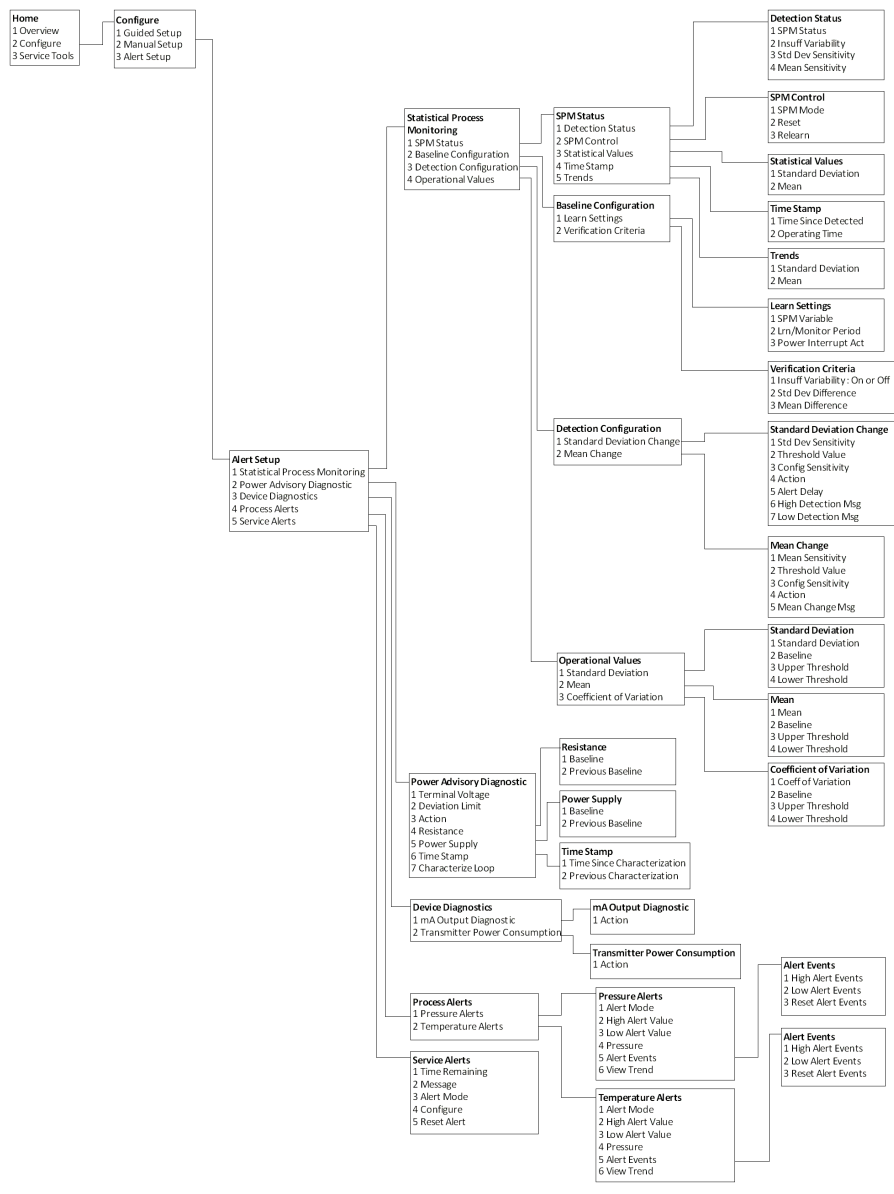 Home
1 Overview
2 Configure
3 Service Tools
Configure
1 Guided Setup
2 Manual Setup
3 Alert Setup
Alert Setup
1 Statistical Process Monitoring
2 Power Advisory Diagnostic
3 Device Diagnostics
4 Process Alerts
5 Service Alerts
Statistical Process
Monitoring
1 SPM Status
2 Baseline Configuration
3 Detection Configuration
4 Operational Values
SPM Status
1 Detection Status
2 SPM Control
3 Statistical Values
4 Time Stamp
5 Trends
Baseline Configuration
1 Learn Settings
2 Verification Criteria
Detection Status
1 SPM Status
2 Insuff Variability
3 Std Dev Sensitivity
4 Mean Sensitivity
SPM Control
1 SPM Mode
2 Reset
3 Relearn
Statistical Values
1 Standard Deviation
2 Mean
Time Stamp
1 Time Since Detected
2 Operating Time
Trends
1 Standard Deviation
2 Mean
Learn Settings
1 SPM Variable
2 Lrn/Monitor Period
3 Power Interrupt Act
Verification Criteria
1 Insuff Variability : On or Off
2 Std Dev Difference
3 Mean Difference
Detection Configuration
1 Standard Deviation Change
2 Mean Change
Standard Deviation Change
1 Std Dev Sensitivity
2 Threshold Value
3 Config Sensitivity
4 Action
5 Alert Delay
6 High Detection Msg
7 Low Detection Msg
Mean Change
1 Mean Sensitivity
2 Threshold Value
3 Config Sensitivity
4 Action
5 Mean Change Msg
Operational Values
1 Standard Deviation
2 Mean
3 Coefficient of Variation
Standard Deviation
1 Standard Deviation
2 Baseline
3 Upper Threshold
4 Lower Threshold
Mean
1 Mean
2 Baseline
3 Upper Threshold
4 Lower Threshold
Coefficient of Variation
1 Coeff of Variation
2 Baseline
3 Upper Threshold
4 Lower Threshold
Power Advisory Diagnostic
1 Terminal Voltage
2 Deviation Limit
3 Action
4 Resistance
5 Power Supply
6 Time Stamp
7 Characterize Loop
Resistance
1 Baseline
2 Previous Baseline
Power Supply
1 Baseline
2 Previous Baseline
Time Stamp
1 Time Since Characterization
2 Previous Characterization
Device Diagnostics
1 mA Output Diagnostic
2 Transmitter Power Consumption
mA Output Diagnostic
1 Action
Transmitter Power Consumption
1 Action
Process Alerts
1 Pressure Alerts
2 Temperature Alerts
Service Alerts
1 Time Remaining
2 Message
3 Alert Mode
4 Configure
5 Reset Alert
Pressure Alerts
1 Alert Mode
2 High Alert Value
3 Low Alert Value
4 Pressure
5 Alert Events
6 View Trend
Temperature Alerts
1 Alert Mode
2 High Alert Value
3 Low Alert Value
4 Pressure
5 Alert Events
6 View Trend
Alert Events
1 High Alert Events
2 Low Alert Events
3 Reset Alert Events
Alert Events
1 High Alert Events
2 Low Alert Events
3 Reset Alert Events